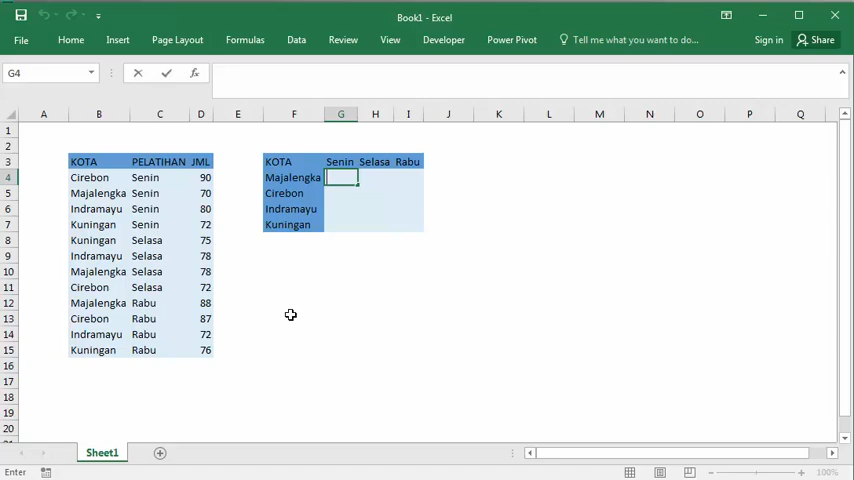 Book1 - Excel
File Home Insert Page Layout Formulas Data Review View Developer Power Pivot Tell me what you want to do... Sign in Share
G4 fx
A B C D E F G H I J K L M N O P Q
1
2
3 KOTA PELATIHAN JML KOTA Senin Selasa Rabu
4 Cirebon Senin 90 Majalengka
5 Majalengka Senin 70 Cirebon
6 Indramayu Senin 80 Indramayu
7 Kuningan Senin 72 Kuningan
8 Kuningan Selasa 75
9 Indramayu Selasa 78
10 Majalengka Selasa 78
11 Cirebon Selasa 72
12 Majalengka Rabu 88
13 Cirebon Rabu 87
14 Indramayu Rabu 72
15 Kuningan Rabu 76
16
17
18
19
20
Sheet1
Enter 100%